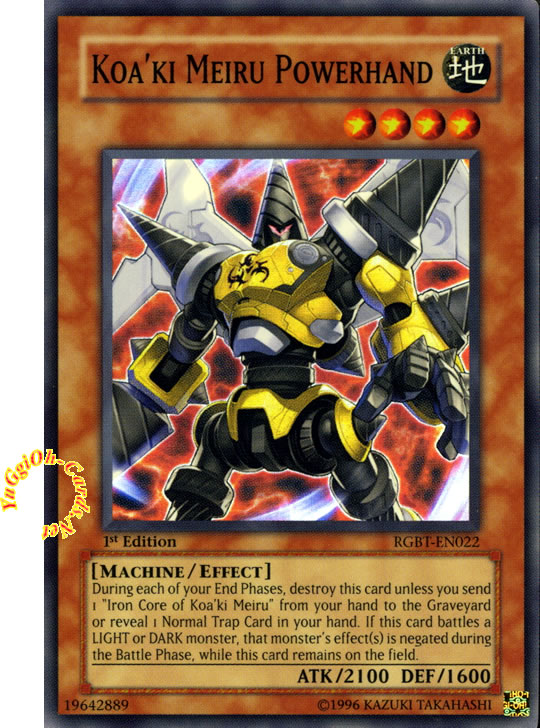 KOA'KI MEIRU POWERHAND
EARTH
地
YuGgiOh-Cards.Net
1st Edition
RGBT-EN022
[MACHINE / EFFECT]
During each of your End Phases, destroy this card unless you send
1 "Iron Core of Koa'ki Meiru" from your hand to the Graveyard
or reveal 1 Normal Trap Card in your hand. If this card battles a
LIGHT or DARK monster, that monster's effect(s) is negated during
the Battle Phase, while this card remains on the field.
ATK/2100 DEF/1600
19642889
©1996 KAZUKI TAKAHASHI